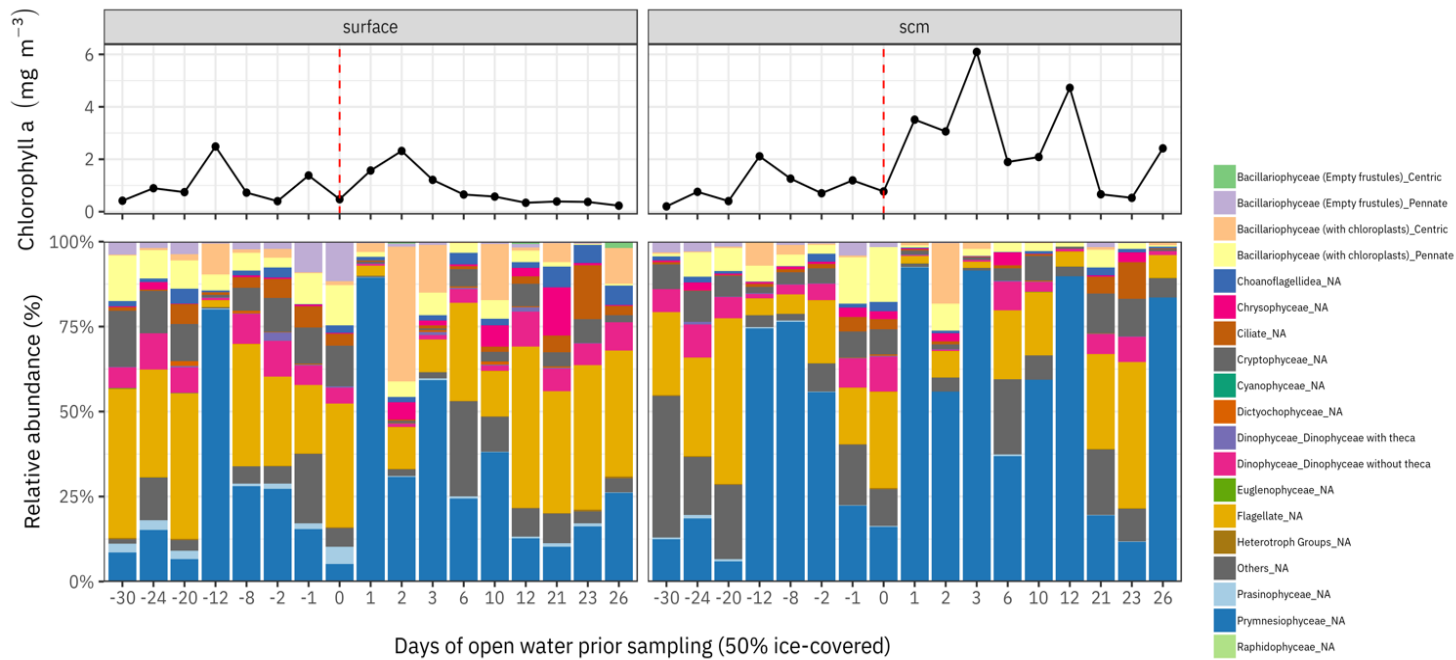 surface
scm
Chlorophyll a (mg m⁻³)
6
4
2
0
Relative abundance (%)
100%
75%
50%
25%
0%
-30 -24 -20 -12 -8 -2 -1 0 1 2 3 6 10 12 21 23 26
-30 -24 -20 -12 -8 -2 -1 0 1 2 3 6 10 12 21 23 26
Days of open water prior sampling (50% ice-covered)
Bacillariophyceae (Empty frustules)_Centric
Bacillariophyceae (Empty frustules)_Pennate
Bacillariophyceae (with chloroplasts)_Centric
Bacillariophyceae (with chloroplasts)_Pennate
Choanoflagellidea_NA
Chrysophyceae_NA
Ciliate_NA
Cryptophyceae_NA
Cyanophyceae_NA
Dictyochophyceae_NA
Dinophyceae_Dinophyceae with theca
Dinophyceae_Dinophyceae without theca
Euglenophyceae_NA
Flagellate_NA
Heterotroph Groups_NA
Others_NA
Prasinophyceae_NA
Prymnesiophyceae_NA
Raphidophyceae_NA